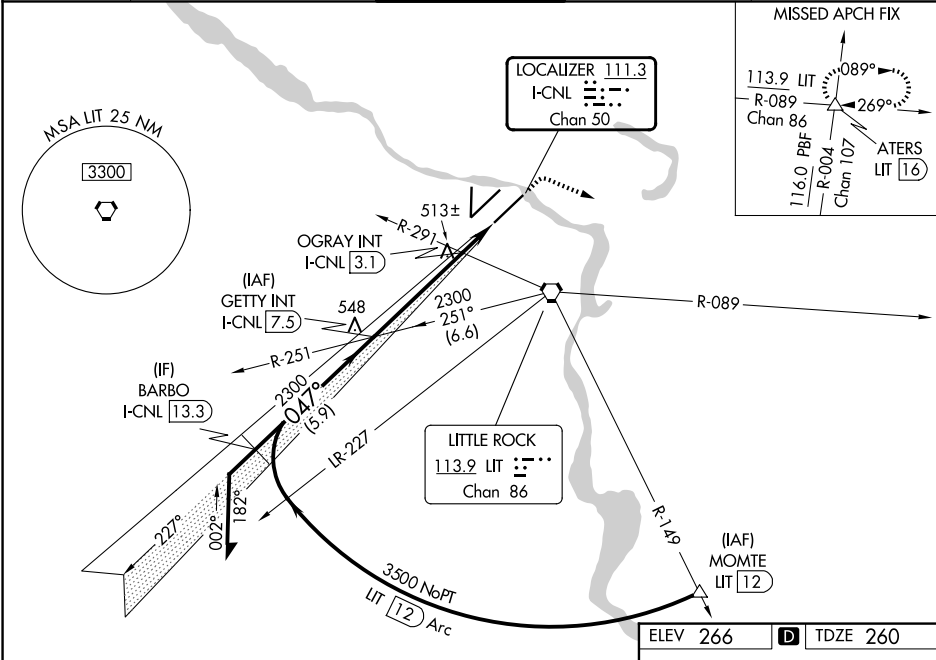 MISSED APCH FIX
089°
113.9 LIT
R-089
Chan 86
269°
116.0 PBF
R-004
Chan 107
ATERS
LIT 16
LOCALIZER 111.3
I-CNL
Chan 50
MSA LIT 25 NM
3300
513±
R-291
OGRAY INT
I-CNL 3.1
(IAF)
GETTY INT
I-CNL 7.5
548
2300
251°
(6.6)
R-089
R-251
(IF)
BARBO
I-CNL 13.3
2300
047°
(5.9)
LR-227
LITTLE ROCK
113.9 LIT
Chan 86
227°
002°
182°
R-149
(IAF)
MOMTE
LIT 12
3500 NoPT
LIT 12 Arc
ELEV 266 D TDZE 260